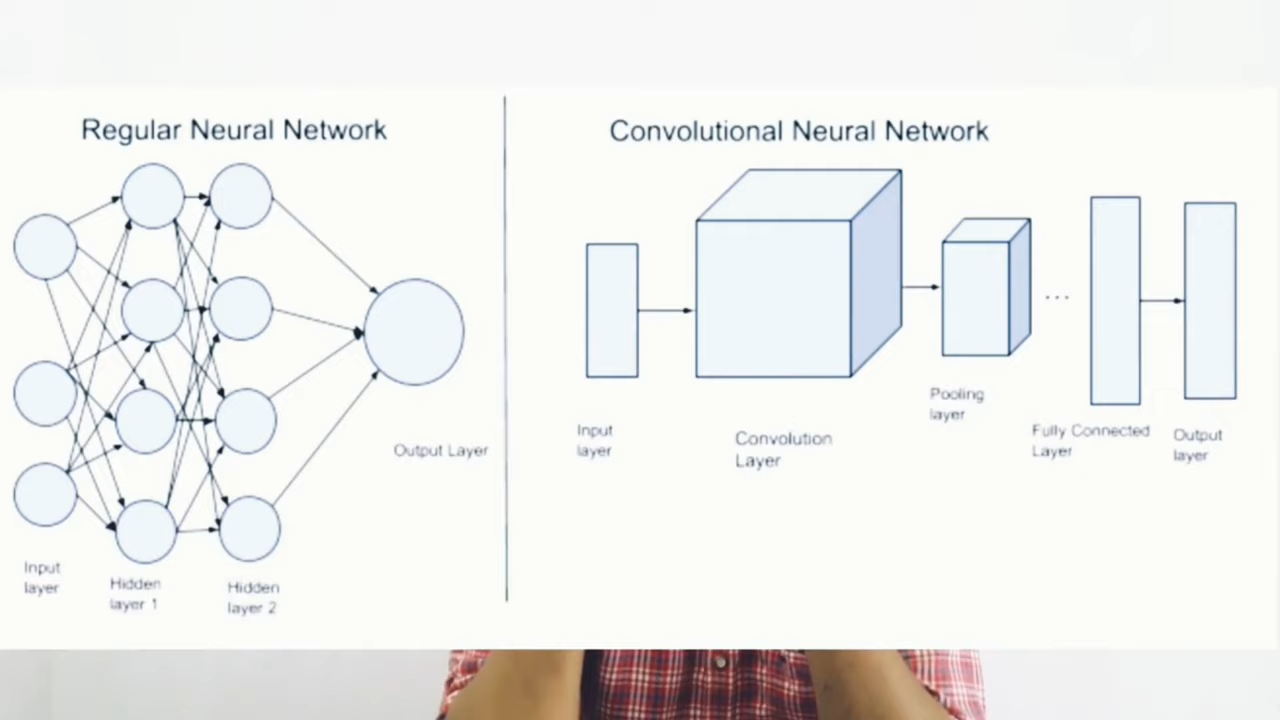 Regular Neural Network
Input
layer
Hidden
layer 1
Hidden
layer 2
Output Layer
Convolutional Neural Network
Input
layer
Convolution
Layer
Pooling
layer
...
Fully Connected
Layer
Output
layer